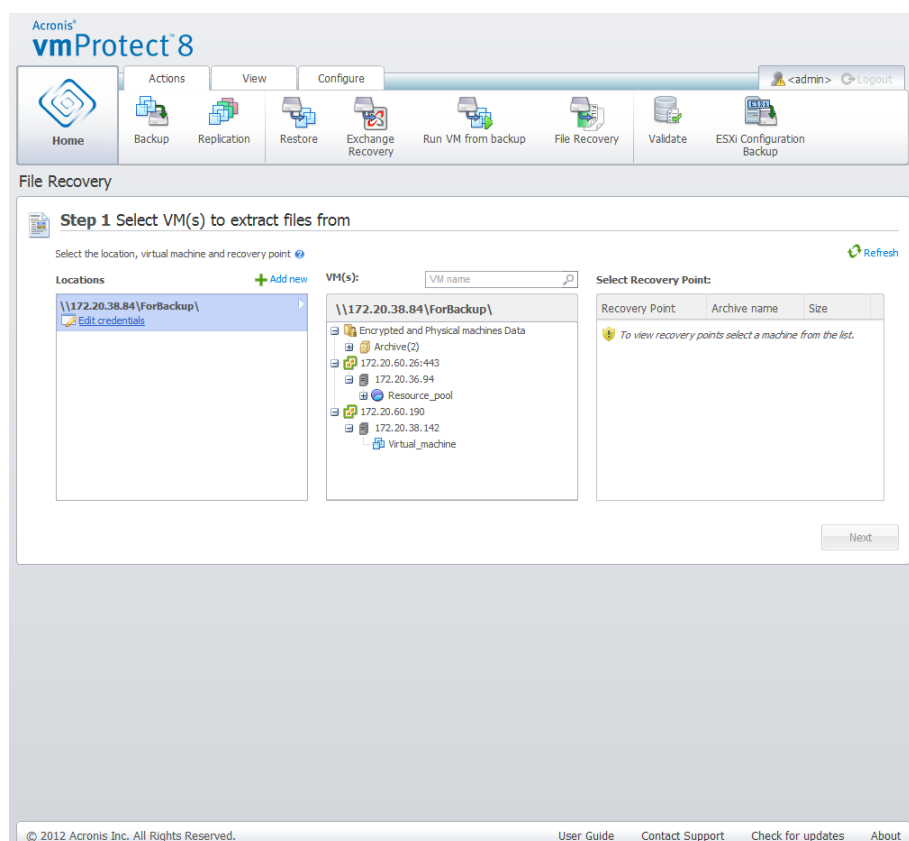 Acronis®
vmProtect™ 8
Actions View Configure <admin> Logout
Home Backup Replication Restore Exchange Recovery Run VM from backup File Recovery Validate ESXi Configuration Backup
File Recovery
Step 1 Select VM(s) to extract files from
Select the location, virtual machine and recovery point
Refresh
Locations
Add new
\\172.20.38.84\ForBackup\
Edit credentials
VM(s):
VM name
\\172.20.38.84\ForBackup\
Encrypted and Physical machines Data
Archive(2)
172.20.60.26:443
172.20.36.94
Resource_pool
172.20.60.190
172.20.38.142
Virtual_machine
Select Recovery Point:
Recovery Point Archive name Size
To view recovery points select a machine from the list.
Next
© 2012 Acronis Inc. All Rights Reserved. User Guide Contact Support Check for updates About